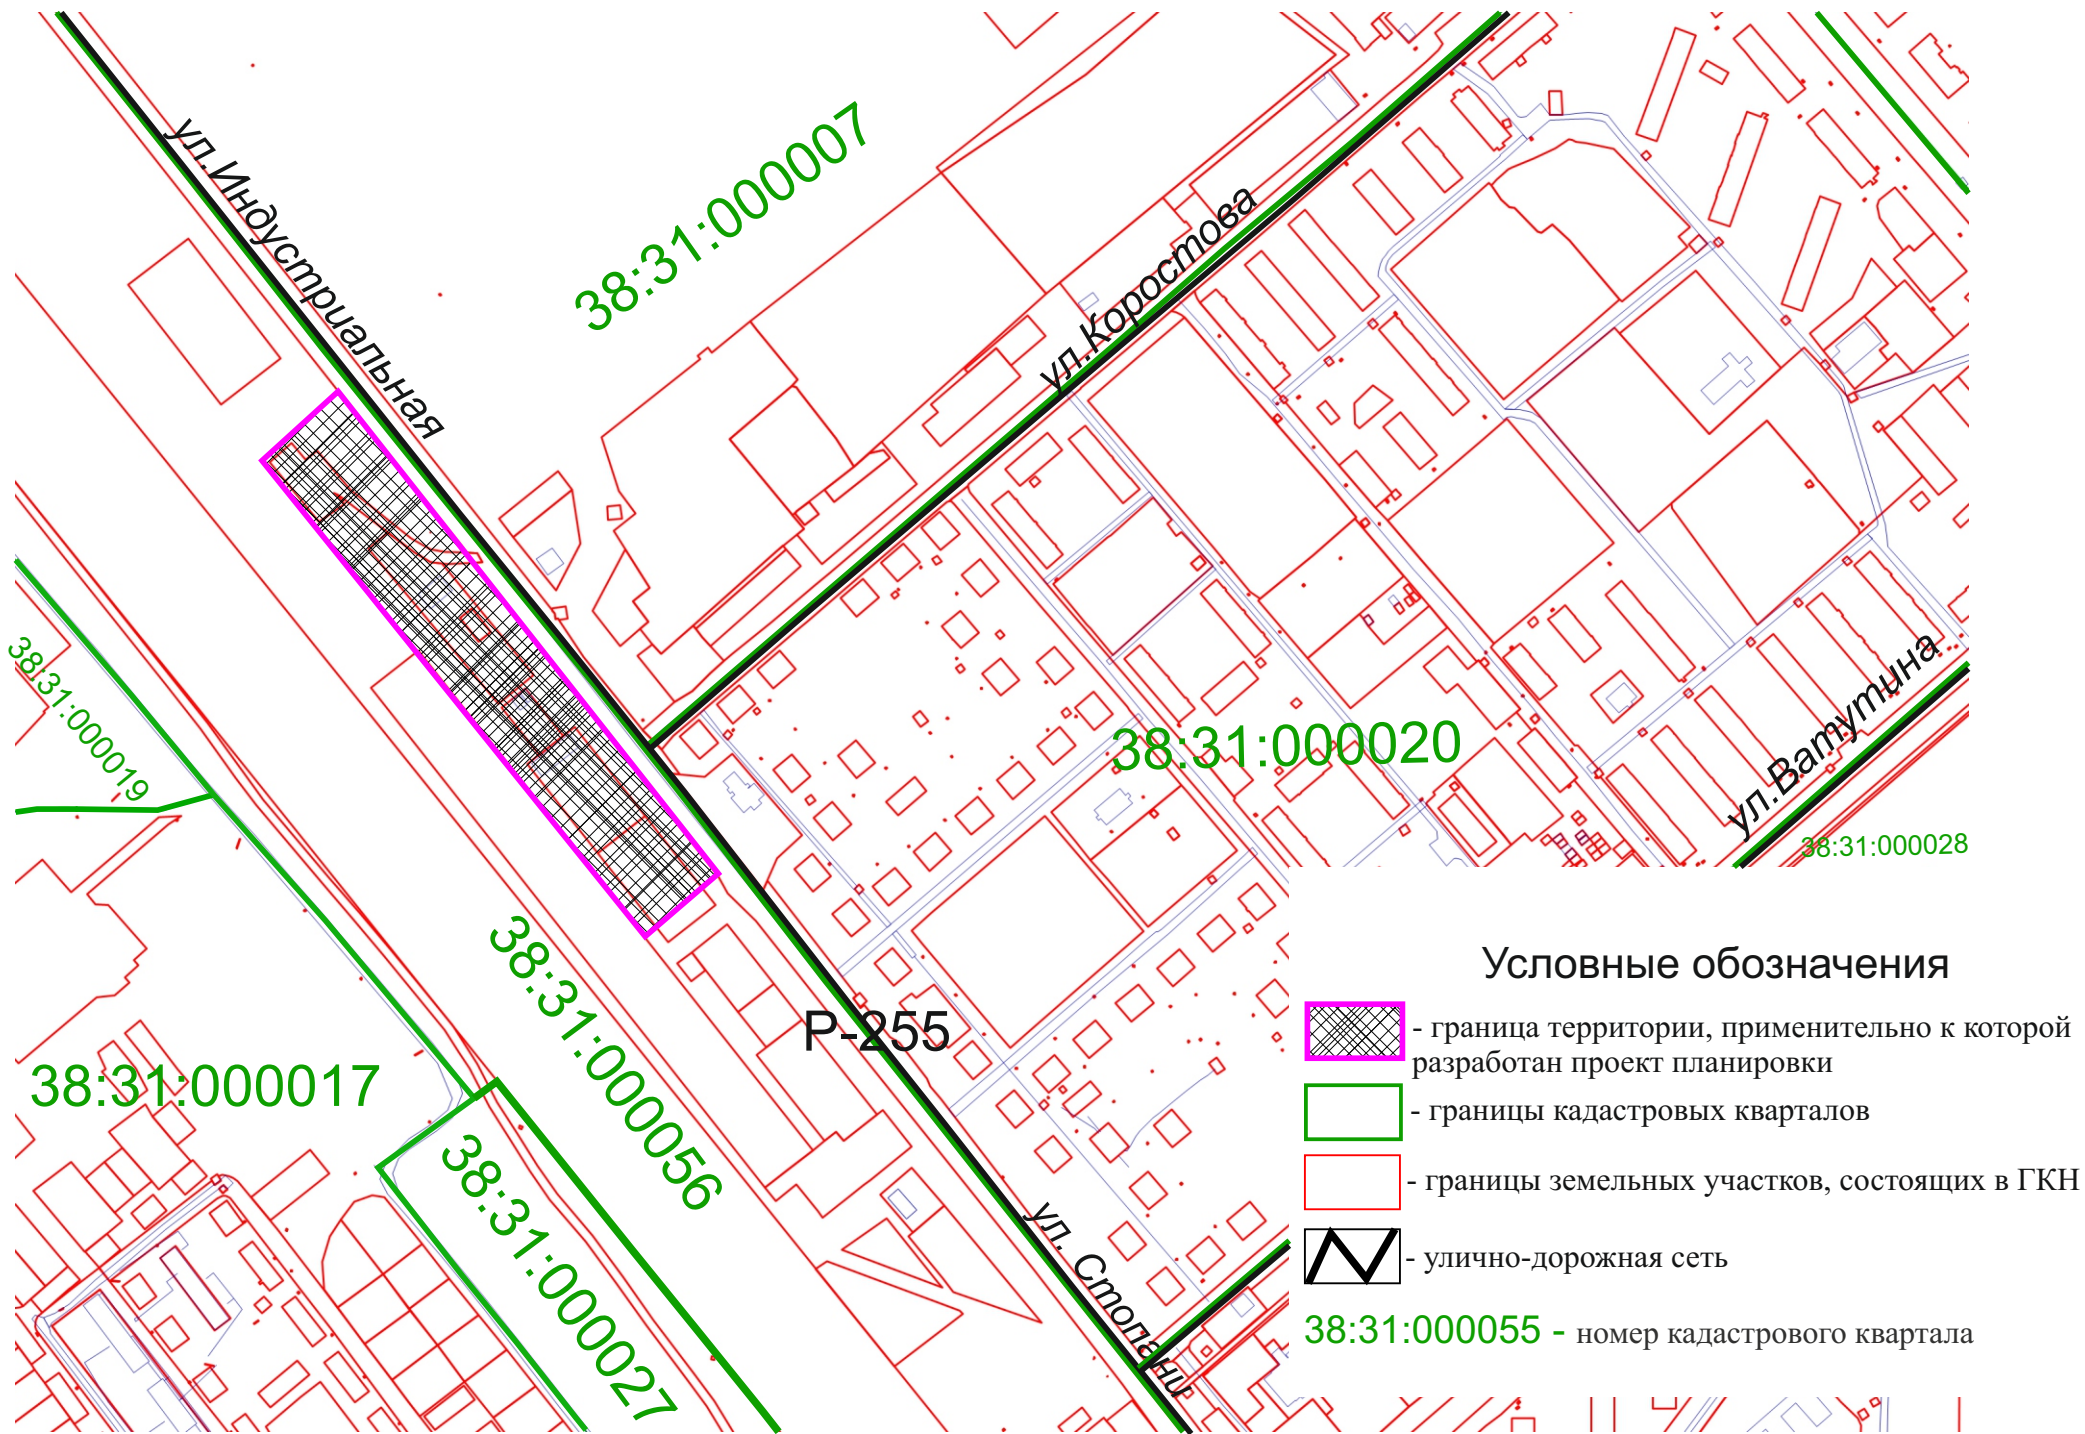 ул.Индустриальная
38:31:000007
ул.Коростова
38:31:000019
38:31:000020
ул.Ватутина
38:31:000028
38:31:000056
Р-255
38:31:000017
38:31:000027
ул. Стопани
Условные обозначения
- граница территории, применительно к которой
разработан проект планировки
- границы кадастровых кварталов
- границы земельных участков, состоящих в ГКН
- улично-дорожная сеть
38:31:000055 - номер кадастрового квартала